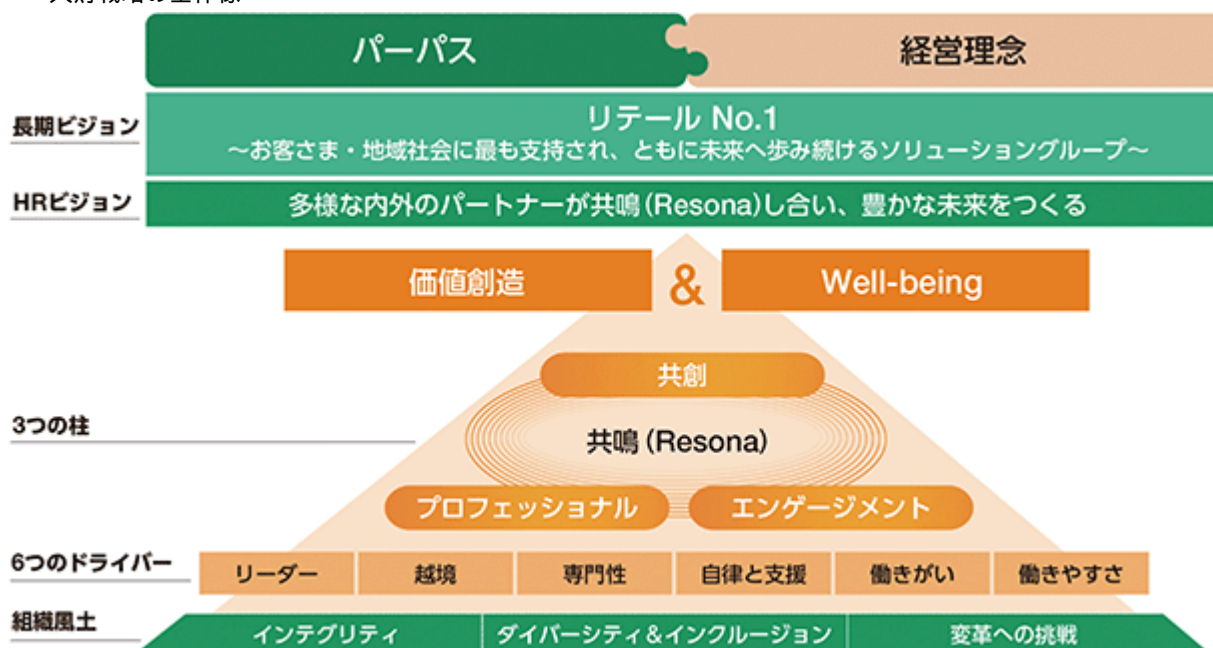 人財戦略の全体像
パーパス
経営理念
長期ビジョン
リテール No.1
～お客さま・地域社会に最も支持され、ともに未来へ歩み続けるソリューショングループ～
HRビジョン
多様な内外のパートナーが共鳴(Resona)し合い、豊かな未来をつくる
価値創造
&
Well-being
共創
3つの柱
共鳴(Resona)
プロフェッショナル
エンゲージメント
6つのドライバー
リーダー
越境
専門性
自律と支援
働きがい
働きやすさ
組織風土
インテグリティ
ダイバーシティ&インクルージョン
変革への挑戦